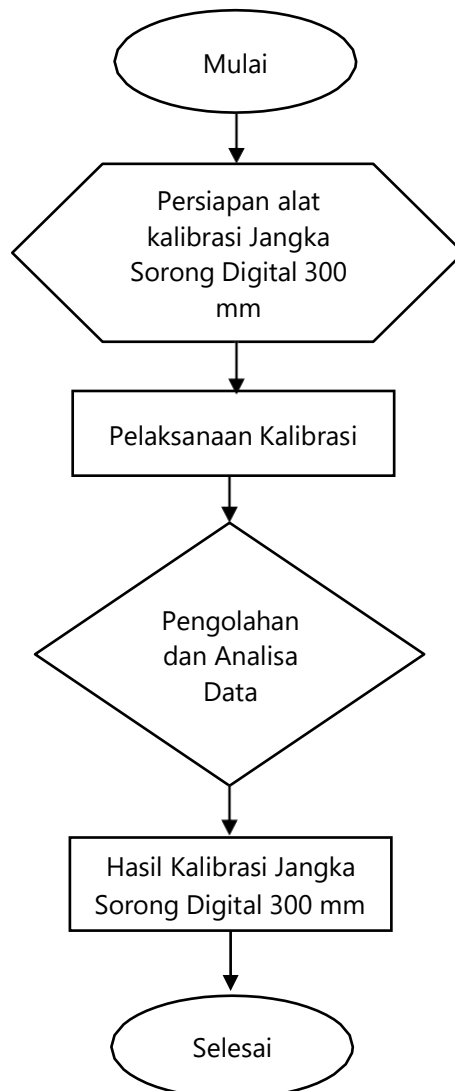 Mulai
Persiapan alat
kalibrasi Jangka
Sorong Digital 300
mm
Pelaksanaan Kalibrasi
Pengolahan
dan Analisa
Data
Hasil Kalibrasi Jangka
Sorong Digital 300 mm
Selesai